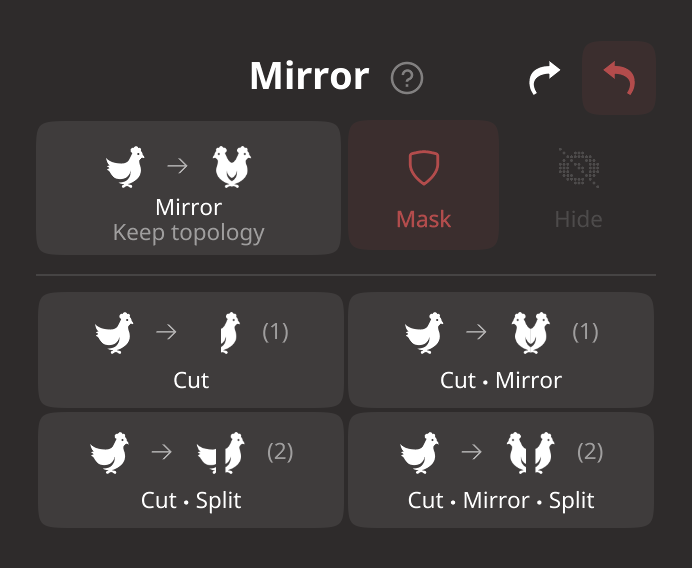 Mirror ?
Mirror
Keep topology
Mask
Hide
(1)
Cut
(1)
Cut • Mirror
(2)
Cut • Split
(2)
Cut • Mirror • Split